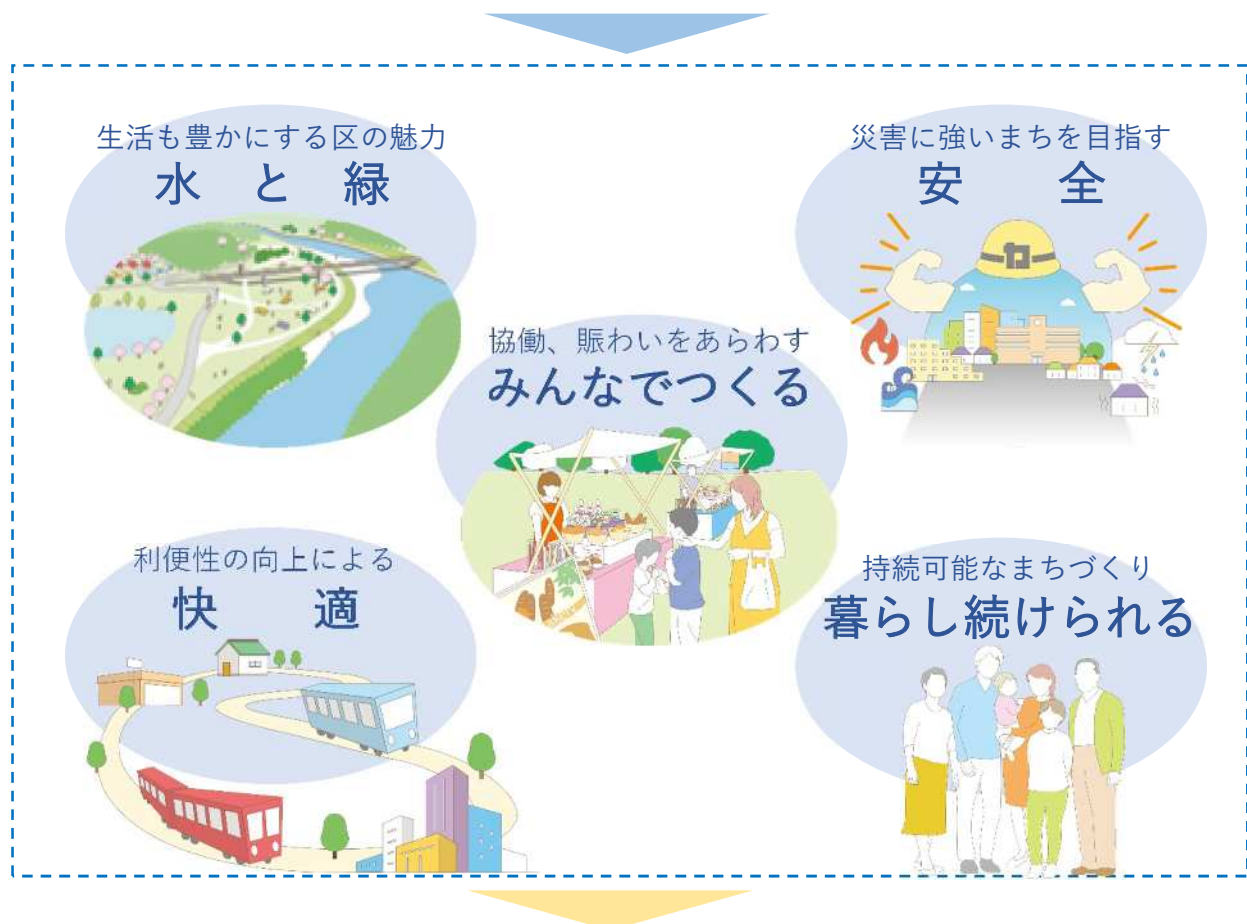 生活も豊かにする区の魅力
水と緑
災害に強いまちを目指す
安全
協働、賑わいをあらわす
みんなでつくる
利便性の向上による
快適
持続可能なまちづくり
暮らし続けられる